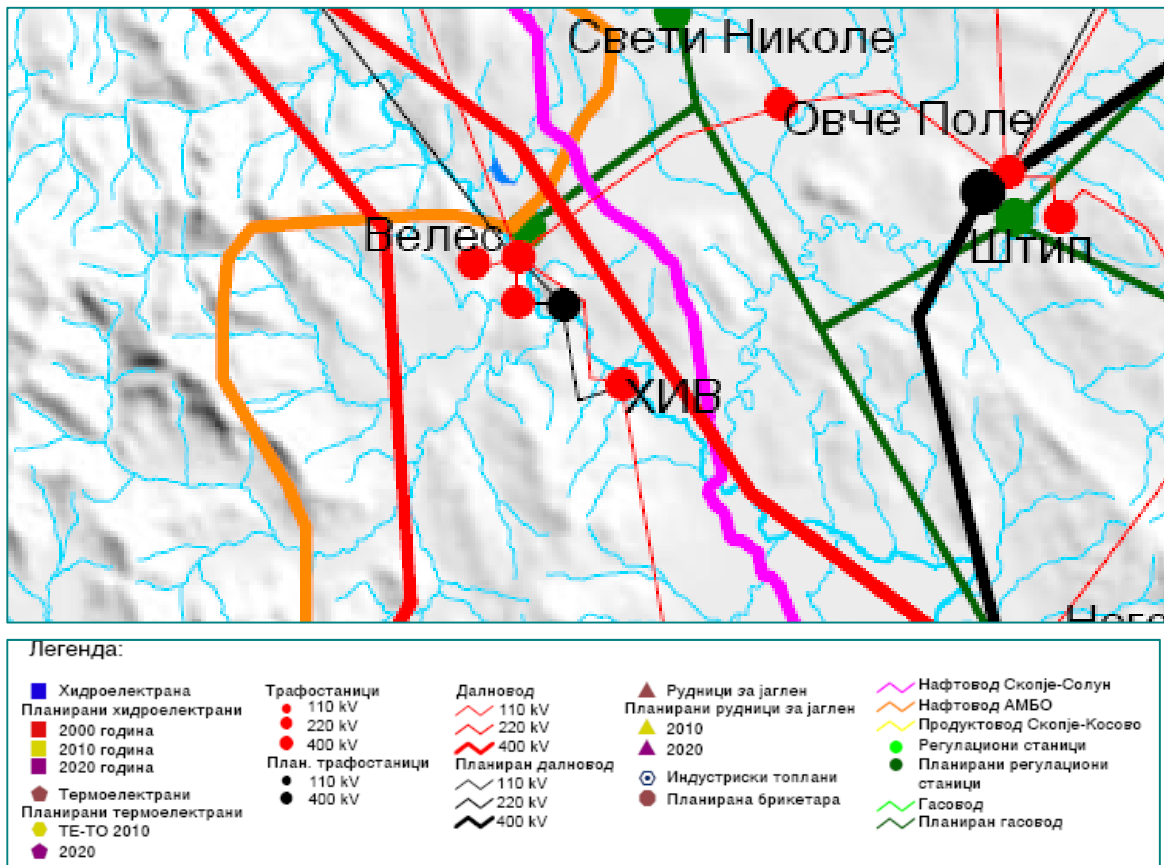 Свети Николе
Овче Поле
Велес
Штип
ХИВ
Легенда:
Хидроелектрана
Планирани хидроелектрани
2000 година
2010 година
2020 година
Термоелектрани
Планирани термоелектрани
ТЕ-ТО 2010
2020
Трафостаници
110 kV
220 kV
400 kV
План. трафостаници
110 kV
400 kV
Далновод
110 kV
220 kV
400 kV
Планиран далновод
110 kV
220 kV
400 kV
Рудници за јаглен
Планирани рудници за јаглен
2010
2020
Индустриски топлани
Планирана брикетара
Нафтовод Скопје-Солун
Нафтовод АМБО
Продуктовод Скопје-Косово
Регулациони станици
Планирани регулациони
станици
Гасовод
Планиран гасовод